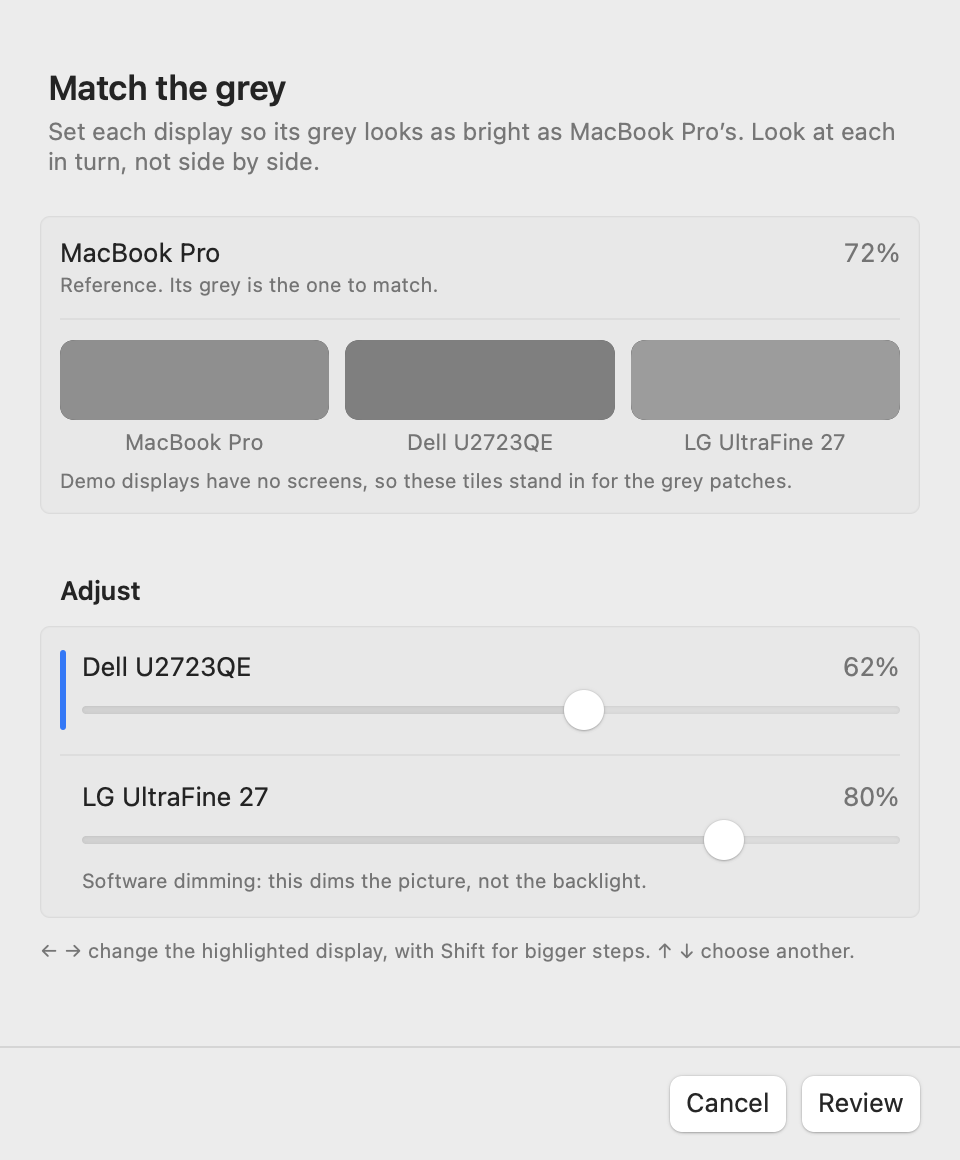 Match the grey
Set each display so its grey looks as bright as MacBook Pro’s. Look at each
in turn, not side by side.
MacBook Pro
72%
Reference. Its grey is the one to match.
MacBook Pro
Dell U2723QE
LG UltraFine 27
Demo displays have no screens, so these tiles stand in for the grey patches.
Adjust
Dell U2723QE
62%
LG UltraFine 27
80%
Software dimming: this dims the picture, not the backlight.
← → change the highlighted display, with Shift for bigger steps. ↑ ↓ choose another.
Cancel
Review